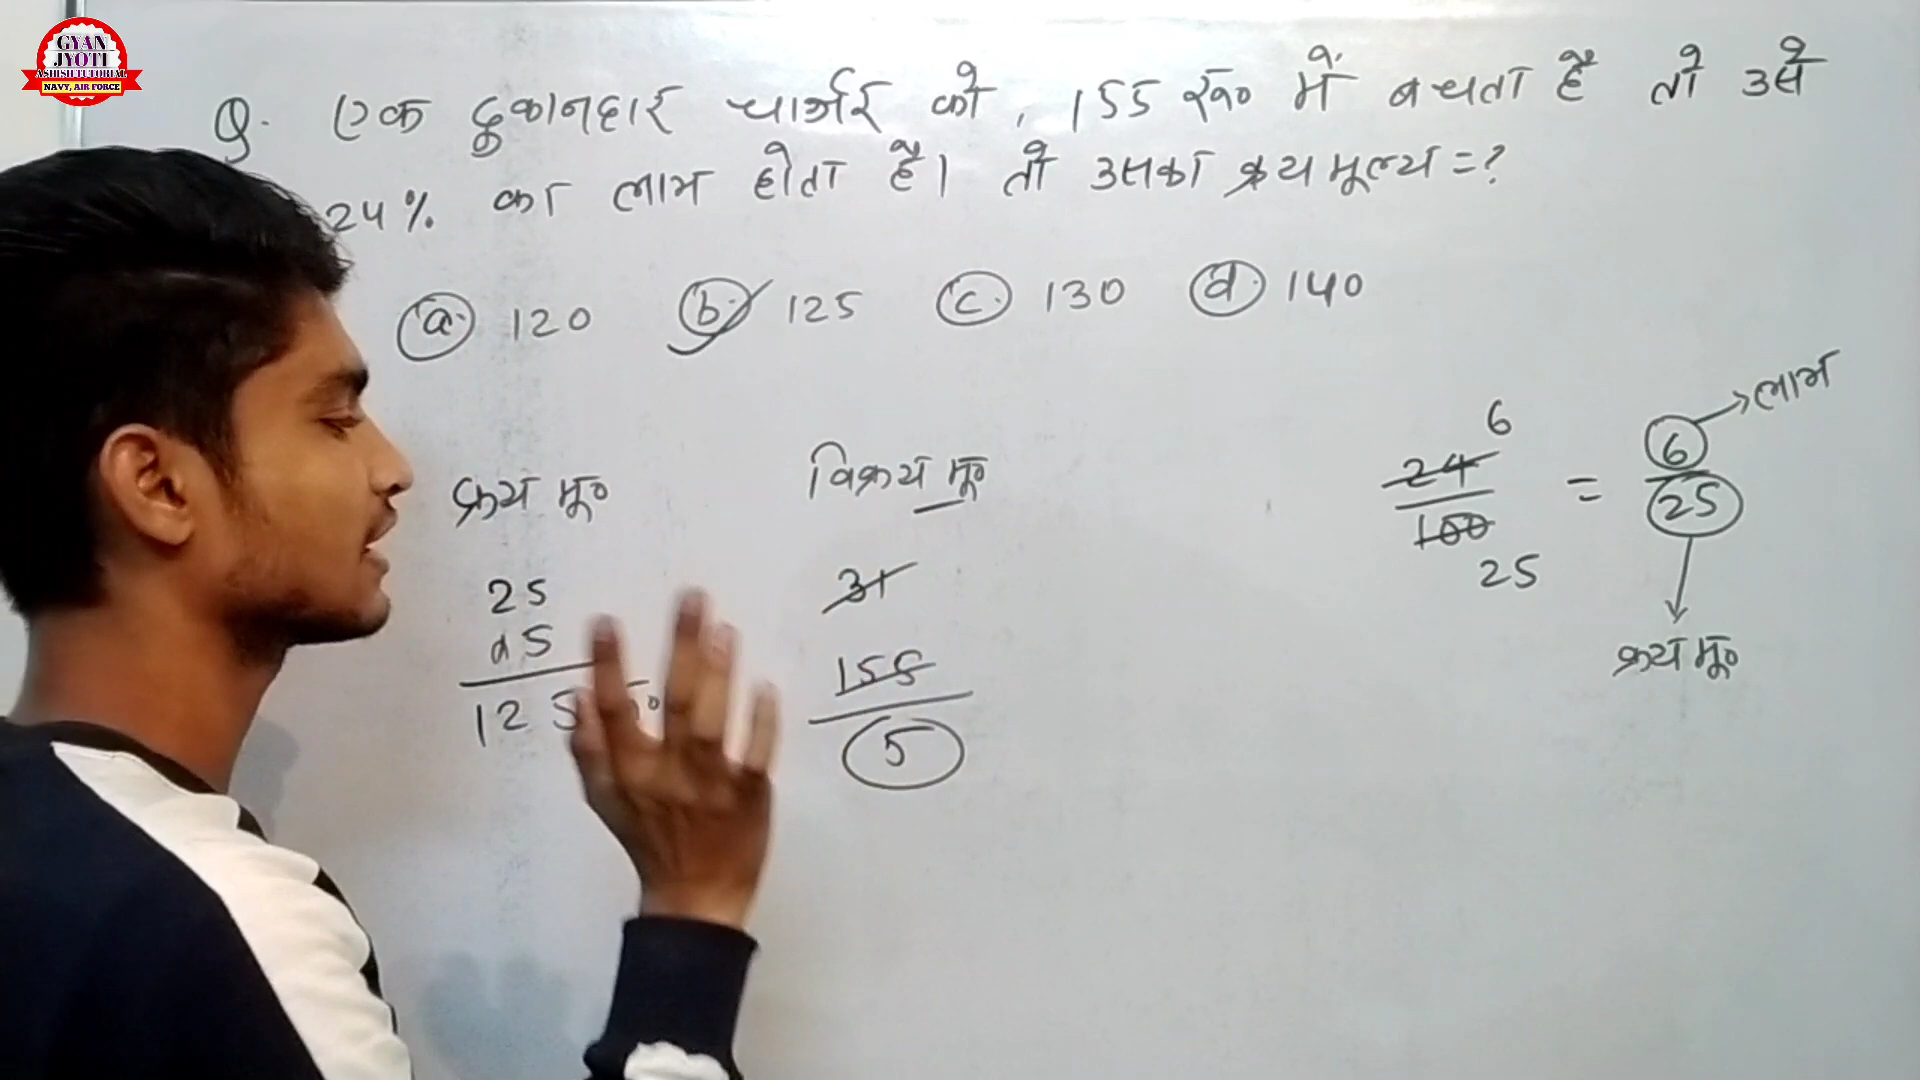 GYAN
JYOTI
ASHISH TUTORIAL
NAVY, AIR FORCE
Q. एक दुकानदार चार्जर को, 155 रु० में बेचता है तो उसे
24% का लाभ होता है। तो उसका क्रय मूल्य = ?
(a) 120 (b) 125 (c) 130 (d) 140
क्रय मू० विक्रय मू०
25 31
x5 155
125 5
6
24/100 = 6/25
25
लाभ
क्रय मू०